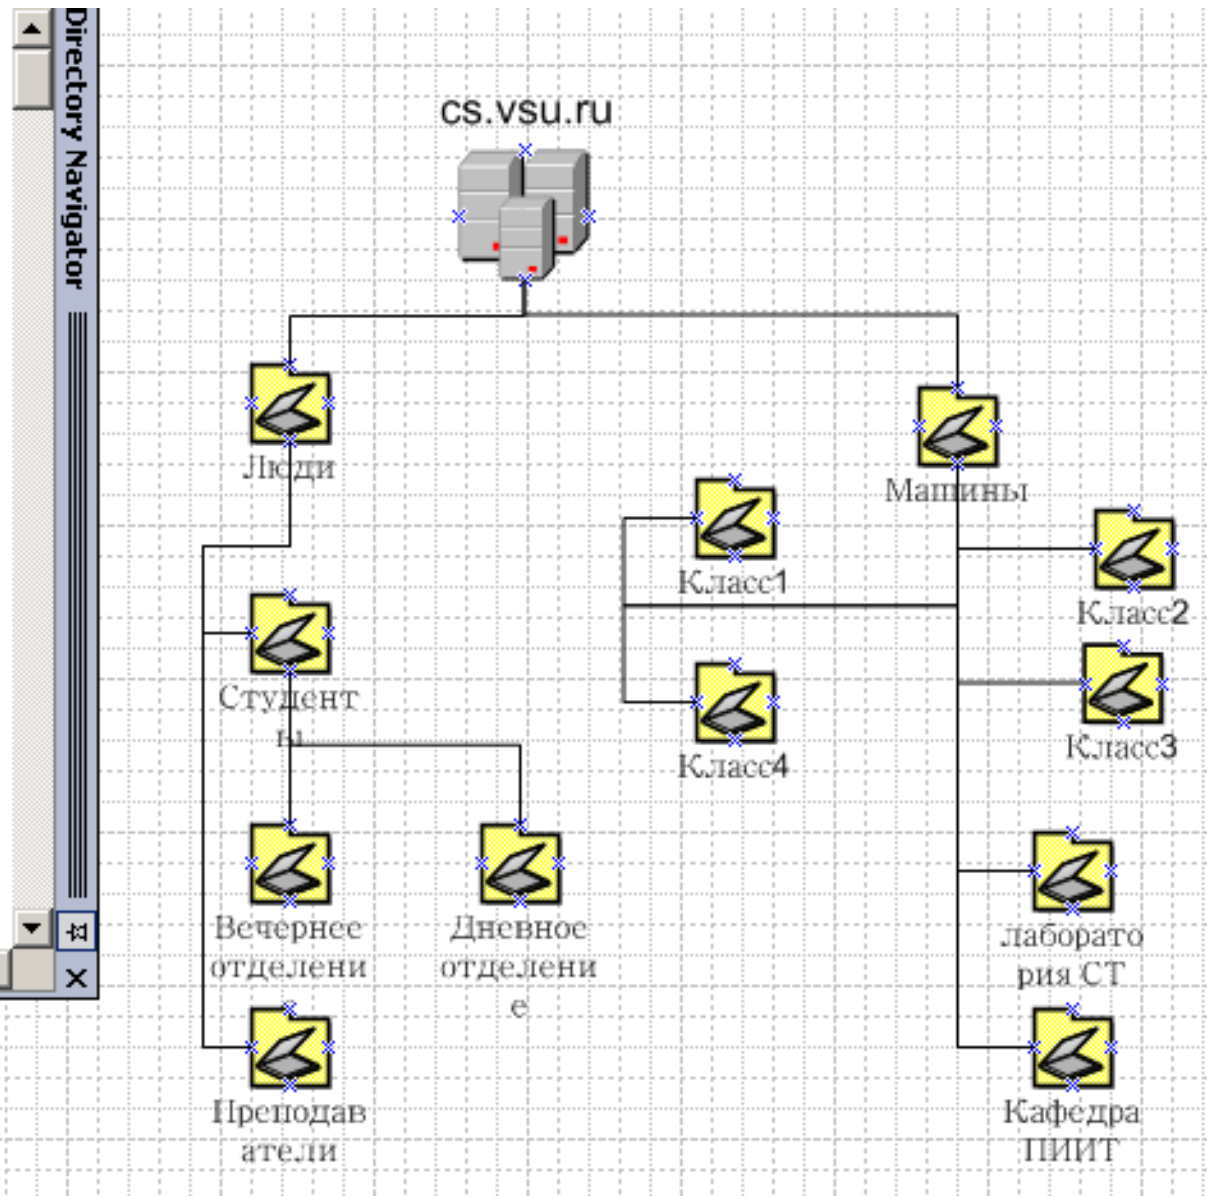 Directory Navigator
cs.vsu.ru
Люди
Машины
Класс1
Класс2
Студент
ы
Класс4
Класс3
Вечернее
отделени
Дневное
отделени
е
лаборато
рия СТ
Преподав
атели
Кафедра
ПИИТ